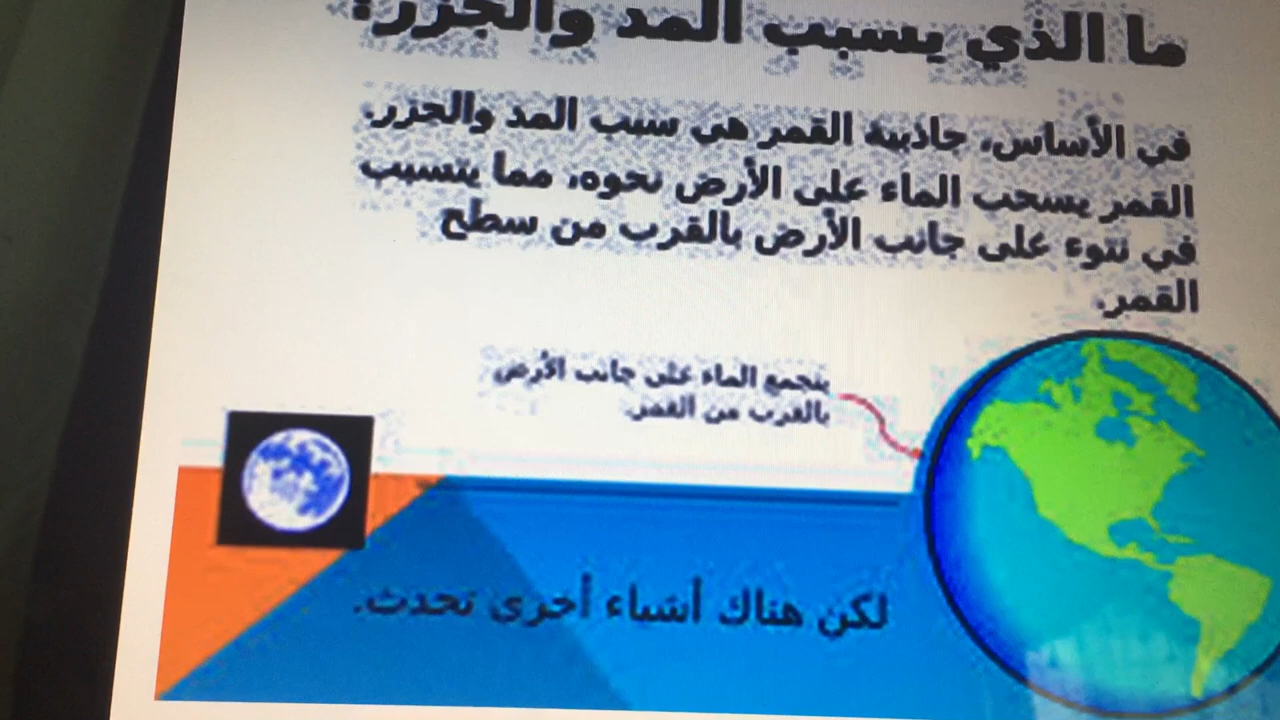 ما الذي يسبب المد والجزر؟
في الأساس، جاذبية القمر هي سبب المد والجزر.
القمر يسحب الماء على الأرض نحوه، مما يتسبب
في نتوء على جانب الأرض بالقرب من سطح
القمر.
يتجمع الماء على جانب الأرض
بالقرب من القمر.
لكن هناك أشياء أخرى تحدث.